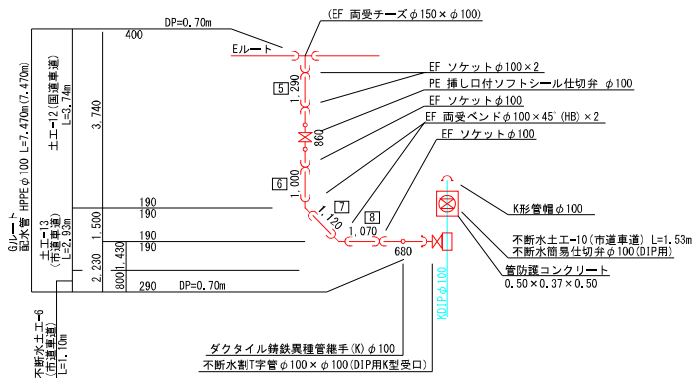 (EF 両受チーズφ150×φ100)
DP=0.70m
400
Eルート
EF ソケットφ100×2
PE 挿し口付ソフトシール仕切弁 φ100
EF ソケットφ100
EF 両受ベンドφ100×45°(HB)×2
EF ソケットφ100
5
1,290
860
6
1,000
7
1,120
8
1,070
680
Gルート
配水管 HPPEφ100 L=7.470m(7.470m)
土工-12(国道車道)
L=3.74m
3,740
土工-13
(市道車道)
L=2.93m
1,500
2,230
1,430
800
190
190
190
190
290
DP=0.70m
不断水土工-6
(市道車道)
L=1.10m
K形管帽φ100
不断水土工-10(市道車道) L=1.53m
不断水簡易仕切弁φ100(DIP用)
管防護コンクリート
0.50×0.37×0.50
KDIPφ100
ダクタイル鋳鉄異種管継手(K)φ100
不断水割T字管φ100×φ100(DIP用K型受口)